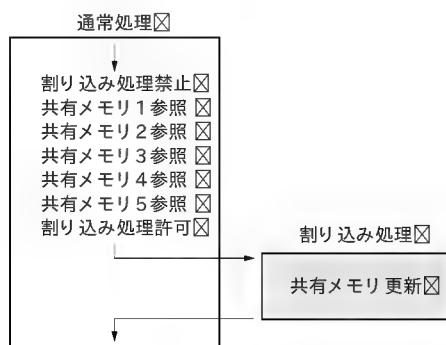 通常処理☒
割り込み処理禁止☒
共有メモリ1参照 ☒
共有メモリ2参照 ☒
共有メモリ3参照 ☒
共有メモリ4参照 ☒
共有メモリ5参照 ☒
割り込み処理許可☒
割り込み処理☒
共有メモリ更新☒